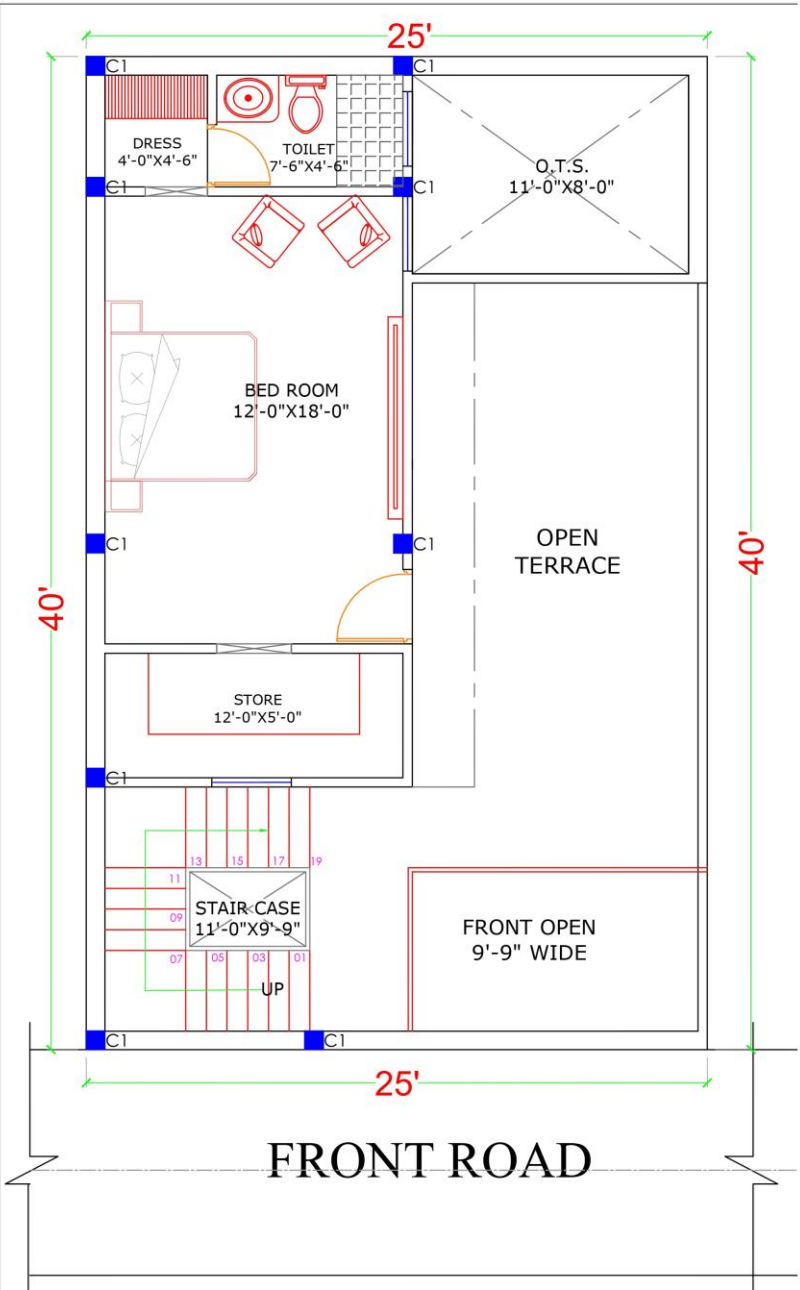 25'
C1
C1
DRESS
4'-0"X4'-6"
TOILET
7'-6"X4'-6"
O.T.S.
11'-0"X8'-0"
C1
C1
BED ROOM
12'-0"X18'-0"
C1
C1
OPEN
TERRACE
40'
40'
STORE
12'-0"X5'-0"
C1
13
15
17
19
11
09
STAIR CASE
11'-0"X9'-9"
07
05
03
01
UP
FRONT OPEN
9'-9" WIDE
C1
C1
25'
FRONT ROAD